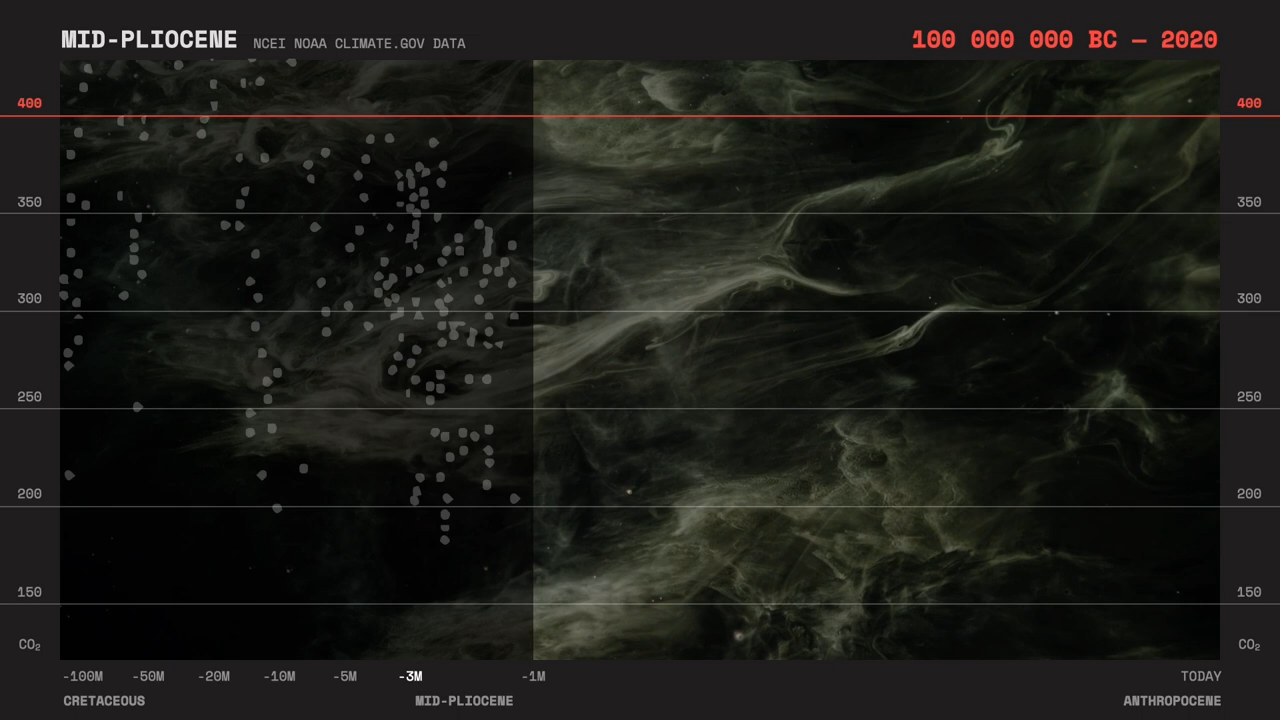 MID-PLIOCENE NCEI NOAA CLIMATE.GOV DATA 100 000 000 BC — 2020
400 400
350 350
300 300
250 250
200 200
150 150
CO₂ CO₂
-100M -50M -20M -10M -5M -3M -1M TODAY
CRETACEOUS MID-PLIOCENE ANTHROPOCENE